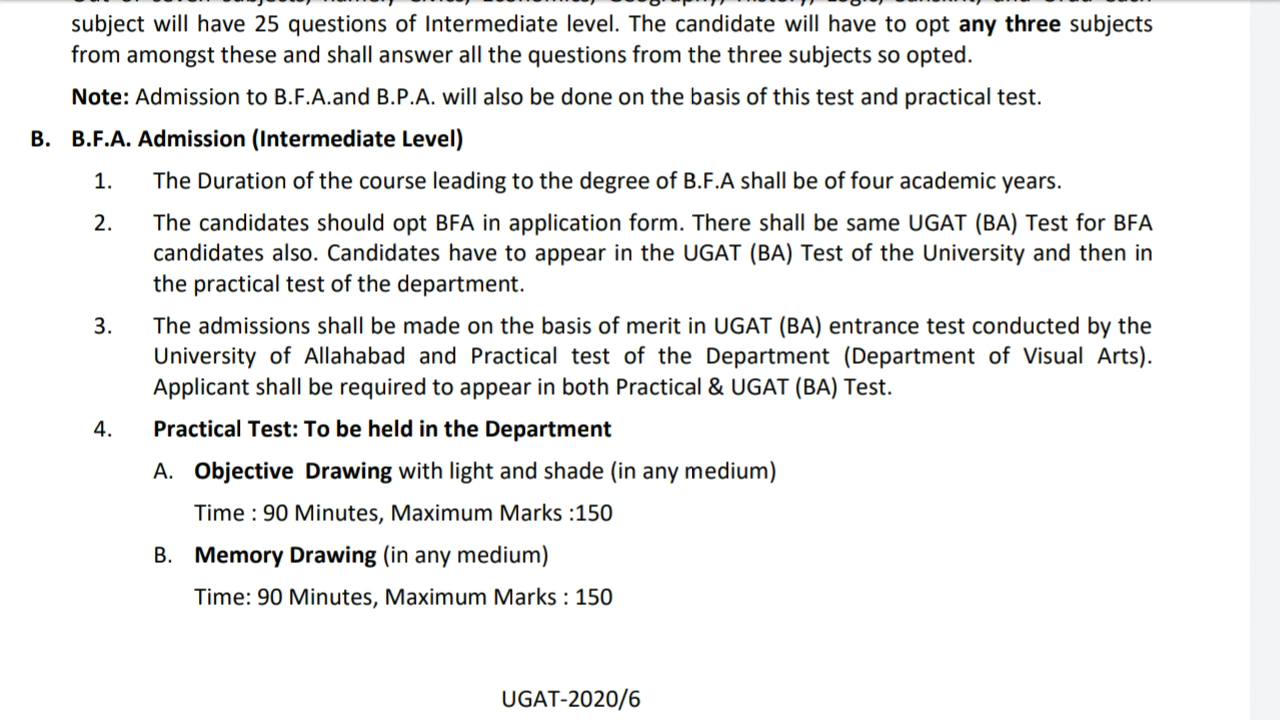 subject will have 25 questions of Intermediate level. The candidate will have to opt any three subjects
from amongst these and shall answer all the questions from the three subjects so opted.
Note: Admission to B.F.A.and B.P.A. will also be done on the basis of this test and practical test.
B. B.F.A. Admission (Intermediate Level)
1. The Duration of the course leading to the degree of B.F.A shall be of four academic years.
2. The candidates should opt BFA in application form. There shall be same UGAT (BA) Test for BFA
candidates also. Candidates have to appear in the UGAT (BA) Test of the University and then in
the practical test of the department.
3. The admissions shall be made on the basis of merit in UGAT (BA) entrance test conducted by the
University of Allahabad and Practical test of the Department (Department of Visual Arts).
Applicant shall be required to appear in both Practical & UGAT (BA) Test.
4. Practical Test: To be held in the Department
A. Objective Drawing with light and shade (in any medium)
Time : 90 Minutes, Maximum Marks :150
B. Memory Drawing (in any medium)
Time: 90 Minutes, Maximum Marks : 150
UGAT-2020/6